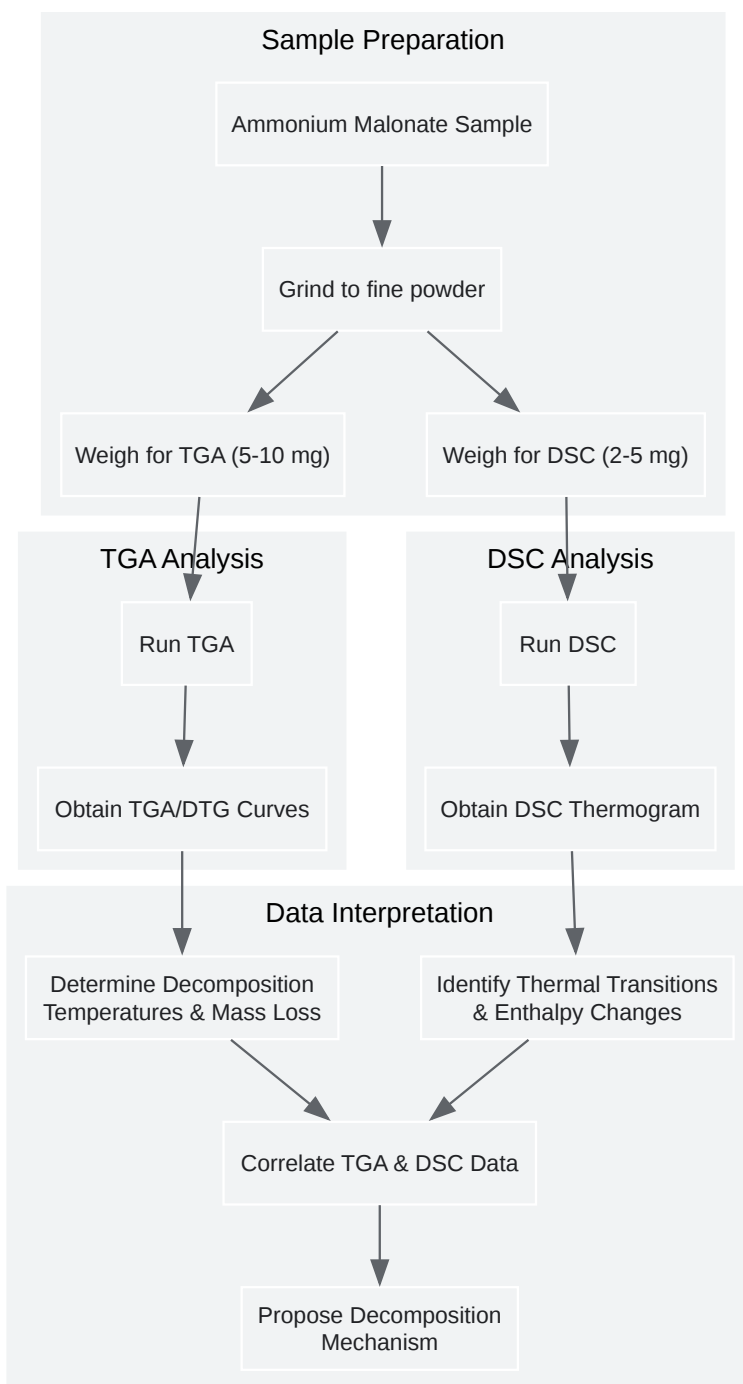 Sample Preparation
Ammonium Malonate Sample
Grind to fine powder
Weigh for TGA (5-10 mg)
Weigh for DSC (2-5 mg)
TGA Analysis
DSC Analysis
Run TGA
Run DSC
Obtain TGA/DTG Curves
Obtain DSC Thermogram
Data Interpretation
Determine Decomposition
Temperatures & Mass Loss
Identify Thermal Transitions
& Enthalpy Changes
Correlate TGA & DSC Data
Propose Decomposition
Mechanism